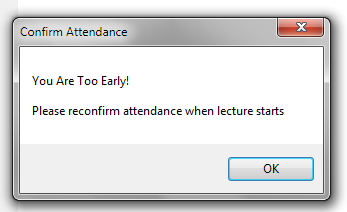 Confirm Attendance
You Are Too Early!
Please reconfirm attendance when lecture starts
OK